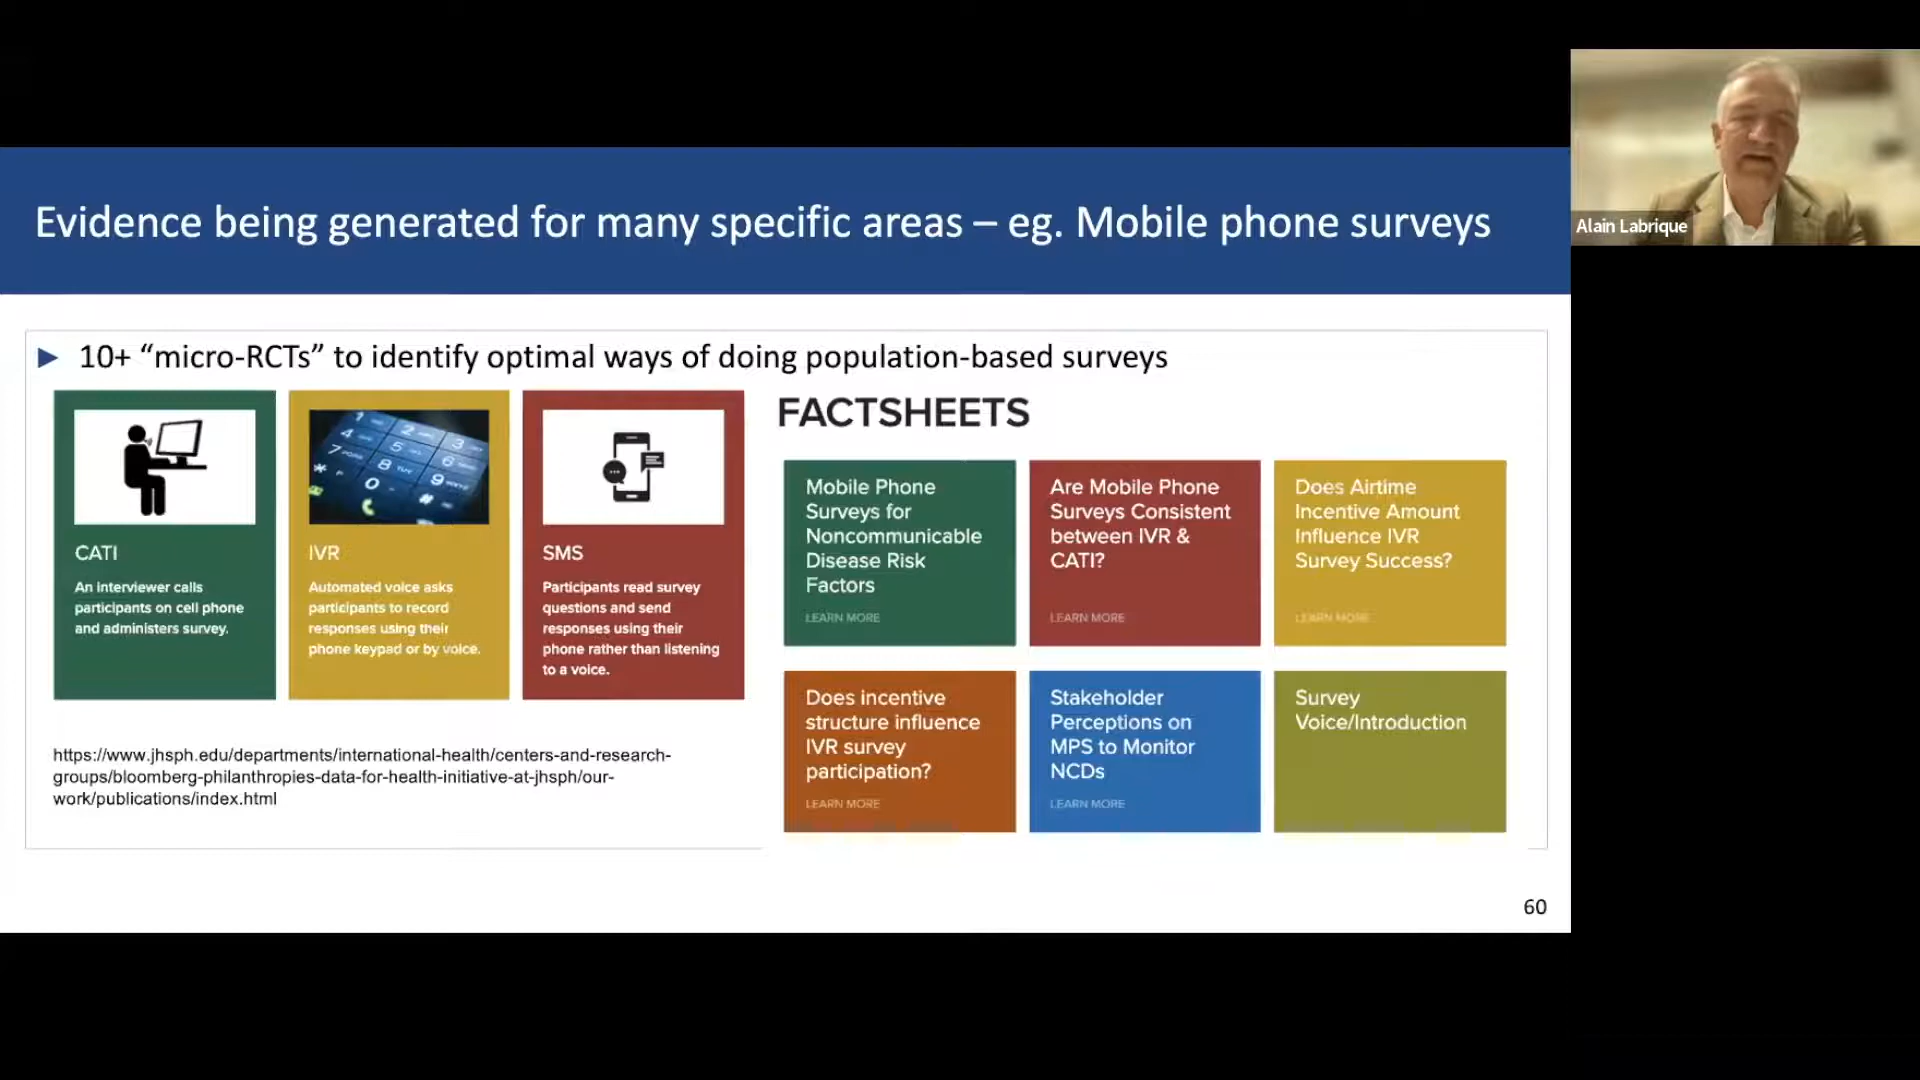 Evidence being generated for many specific areas – eg. Mobile phone surveys
10+ “micro-RCTs” to identify optimal ways of doing population-based surveys
CATI
An interviewer calls
participants on cell phone
and administers survey.
IVR
Automated voice asks
participants to record
responses using their
phone keypad or by voice.
SMS
Participants read survey
questions and send
responses using their
phone rather than listening
to a voice.
https://www.jhsph.edu/departments/international-health/centers-and-research-
groups/bloomberg-philanthropies-data-for-health-initiative-at-jhsph/our-
work/publications/index.html
FACTSHEETS
Mobile Phone
Surveys for
Noncommunicable
Disease Risk
Factors
LEARN MORE
Are Mobile Phone
Surveys Consistent
between IVR &
CATI?
LEARN MORE
Does Airtime
Incentive Amount
Influence IVR
Survey Success?
LEARN MORE
Does incentive
structure influence
IVR survey
participation?
LEARN MORE
Stakeholder
Perceptions on
MPS to Monitor
NCDs
LEARN MORE
Survey
Voice/Introduction
60
Alain Labrique